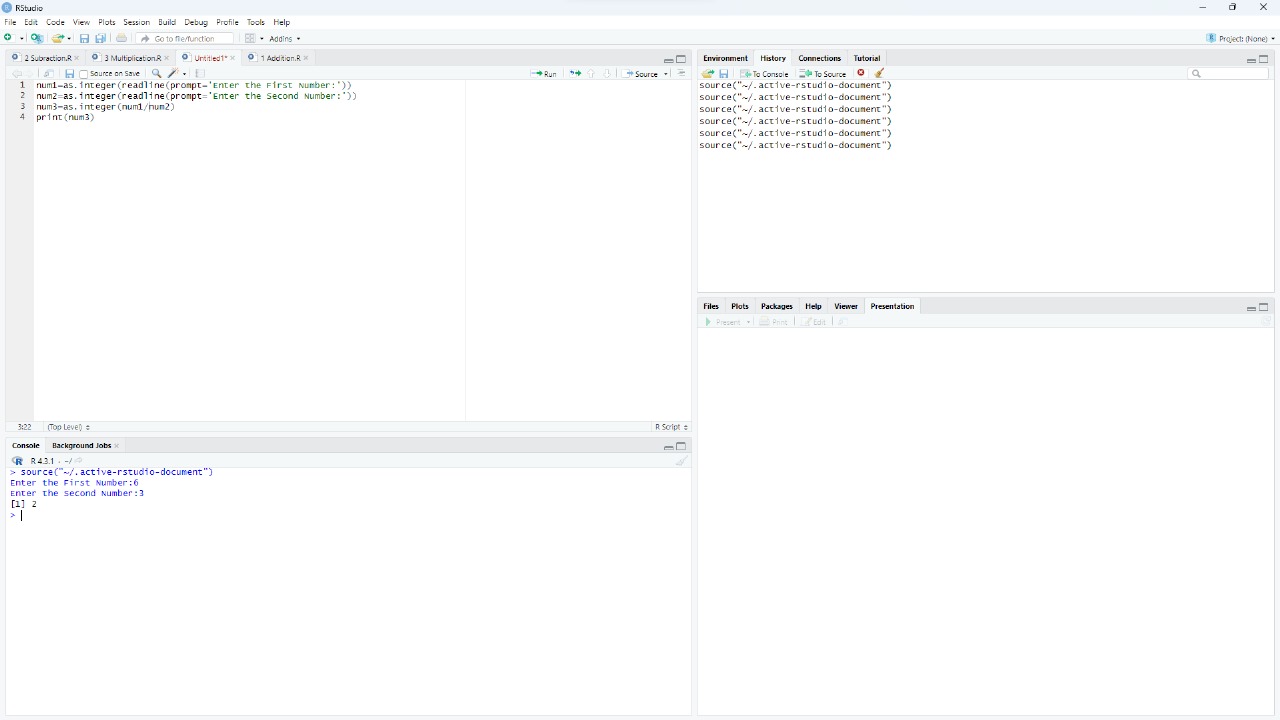 RStudio
File Edit Code View Plots Session Build Debug Profile Tools Help
Go to file/function Addins Project: (None)
2 Subtraction.R 3 Multiplication.R Untitled1* 1 Addition.R
Source on Save Run Source
1 num1=as.integer(readline(prompt='Enter the First Number:'))
2 num2=as.integer(readline(prompt='Enter the Second Number:'))
3 num3=as.integer(num1/num2)
4 print(num3)
3:22 (Top Level) R Script
Console Background Jobs
R 4.3.1 . ~/
> source("~/.active-rstudio-document")
Enter the First Number:6
Enter the Second Number:3
[1] 2
>
Environment History Connections Tutorial
To Console To Source
source("~/.active-rstudio-document")
source("~/.active-rstudio-document")
source("~/.active-rstudio-document")
source("~/.active-rstudio-document")
source("~/.active-rstudio-document")
source("~/.active-rstudio-document")
Files Plots Packages Help Viewer Presentation
Present Print Edit